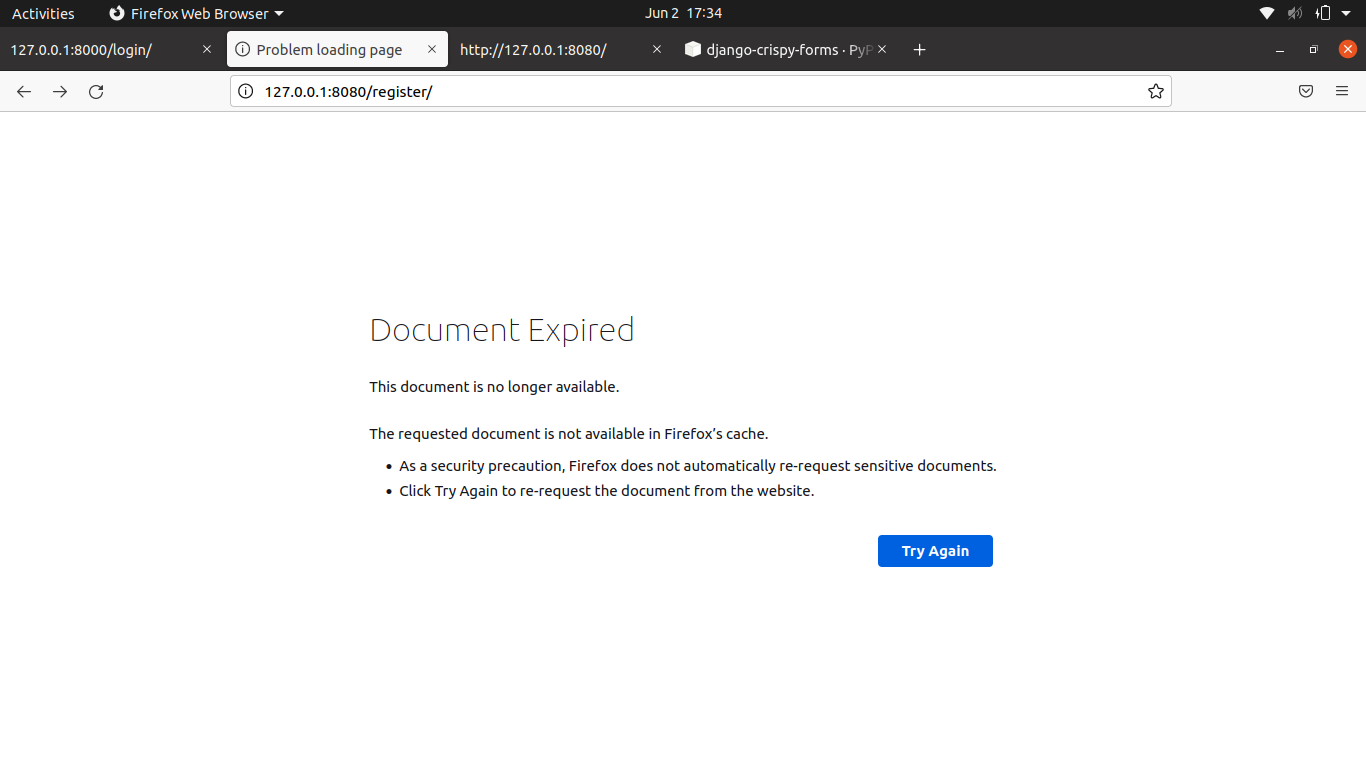 Activities Firefox Web Browser Jun 2 17:34
127.0.0.1:8000/login/ Problem loading page http://127.0.0.1:8080/ django-crispy-forms · PyP
127.0.0.1:8080/register/
Document Expired
This document is no longer available.
The requested document is not available in Firefox’s cache.
• As a security precaution, Firefox does not automatically re-request sensitive documents.
• Click Try Again to re-request the document from the website.
Try Again